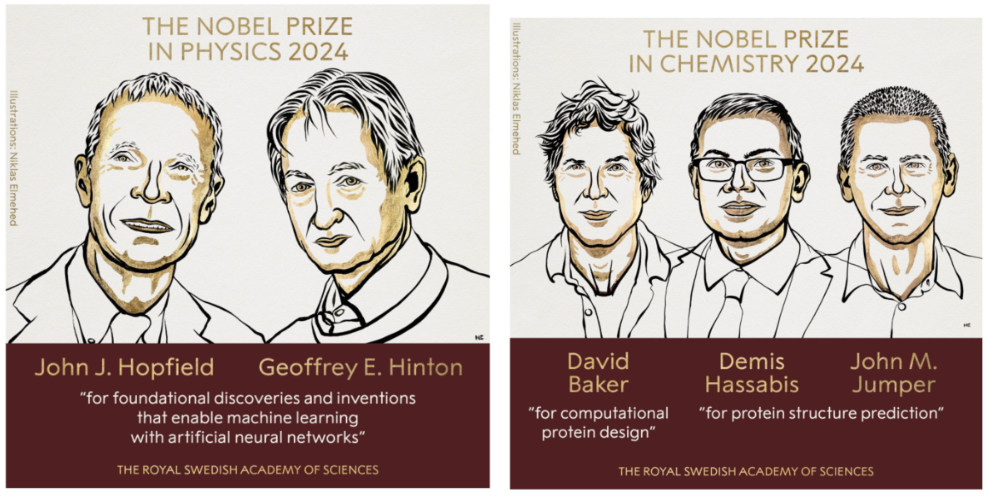 THE NOBEL PRIZE
IN PHYSICS 2024
Illustrations: Niklas Elmehed
NE
John J. Hopfield
Geoffrey E. Hinton
“for foundational discoveries and inventions
that enable machine learning
with artificial neural networks”
THE ROYAL SWEDISH ACADEMY OF SCIENCES
THE NOBEL PRIZE
IN CHEMISTRY 2024
Illustrations: Niklas Elmehed
NE
David
Baker
“for computational
protein design”
Demis
Hassabis
John M.
Jumper
“for protein structure prediction”
THE ROYAL SWEDISH ACADEMY OF SCIENCES